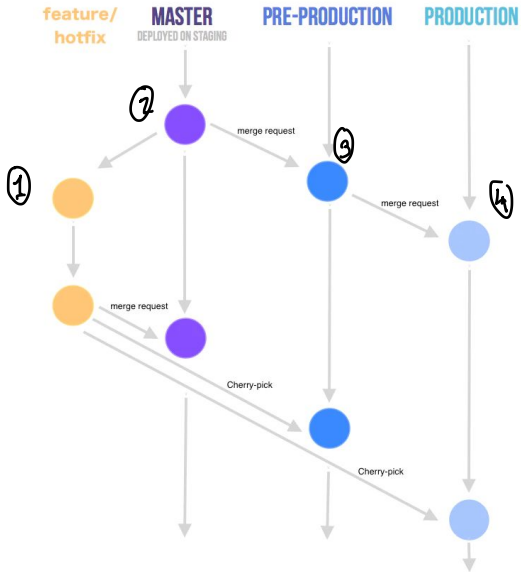 feature/
hotfix
MASTER
DEPLOYED ON STAGING
PRE-PRODUCTION
PRODUCTION
2
merge request
3
1
merge request
4
merge request
Cherry-pick
Cherry-pick